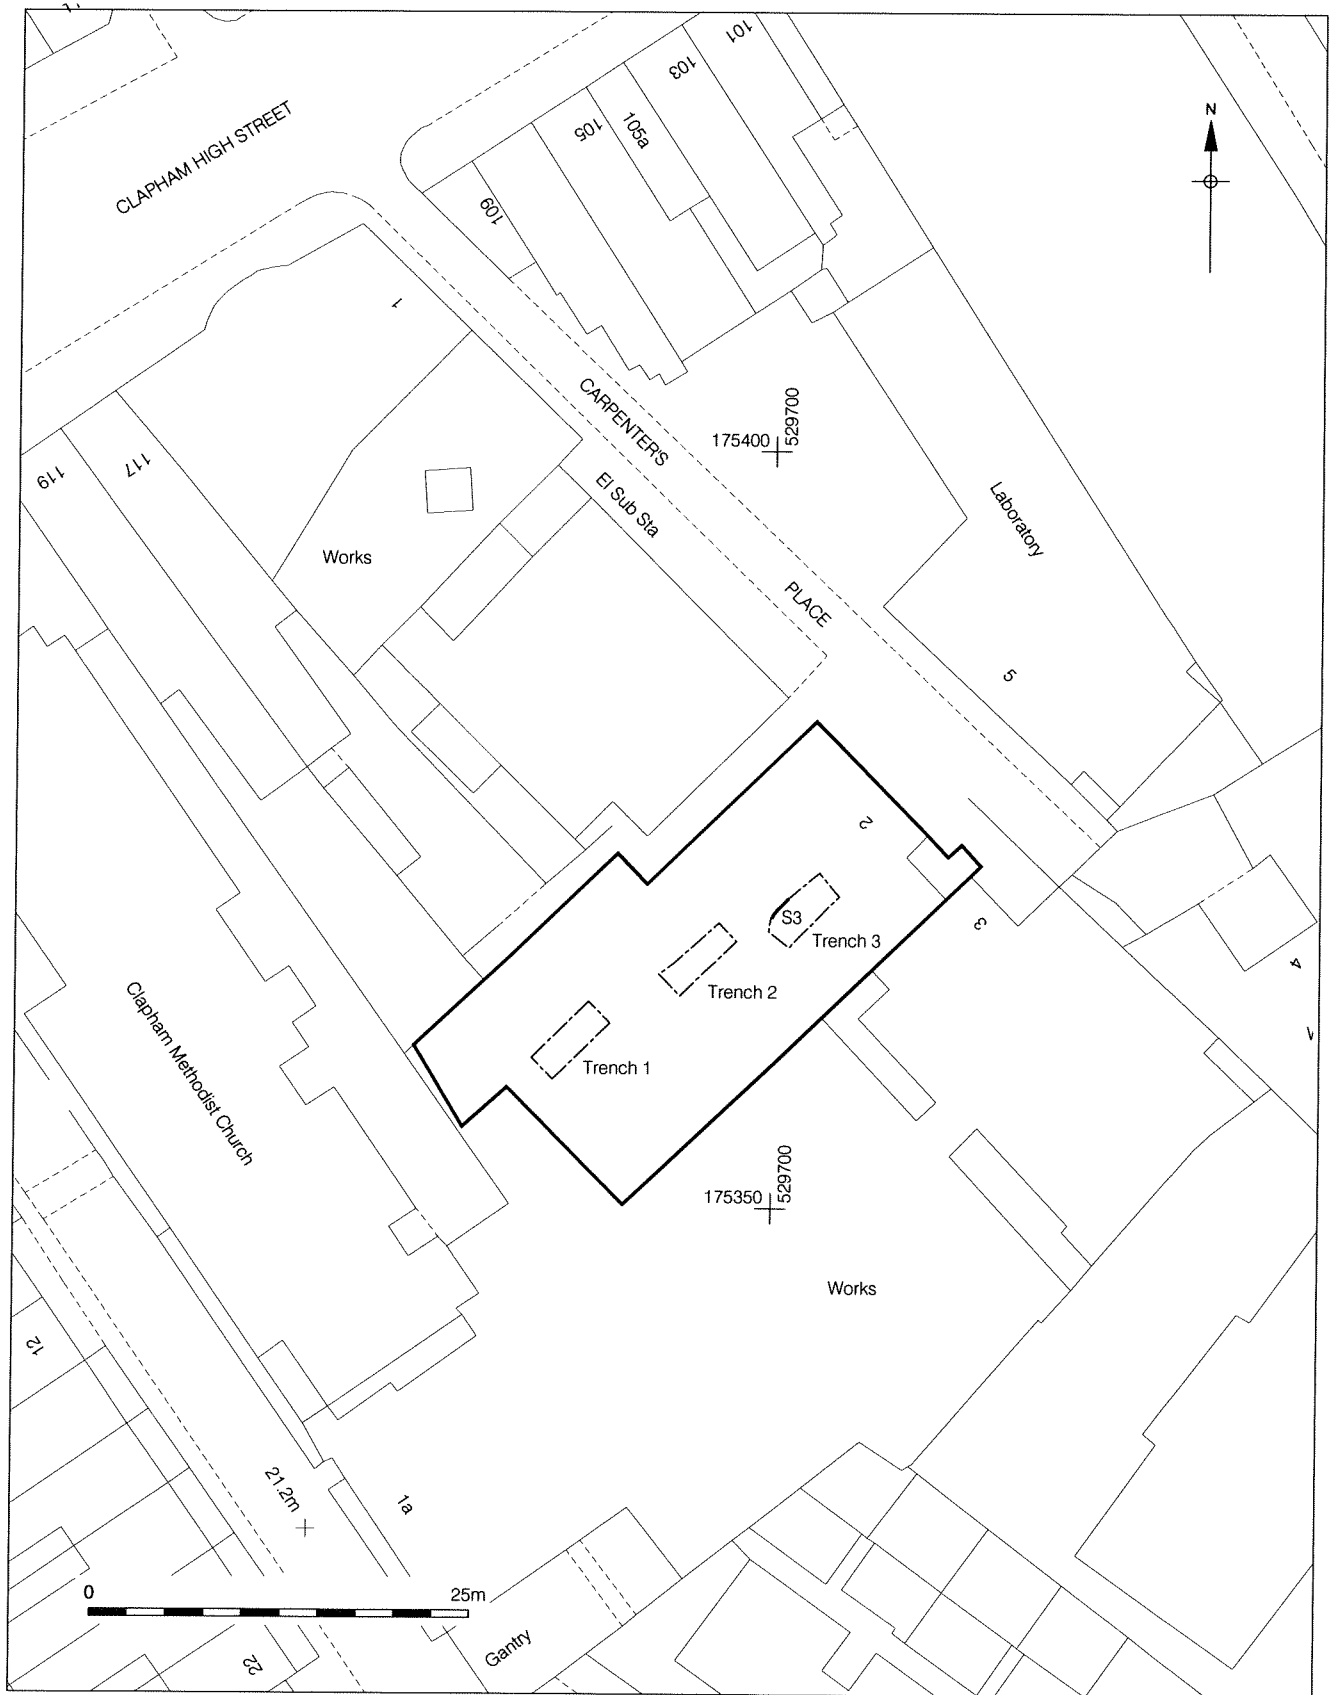 101
103
105a
105
109
N
CLAPHAM HIGH STREET
1
CARPENTER'S
175400
529700
119
117
El Sub Sta
Laboratory
Works
PLACE
5
2
S3
Trench 3
3
4
Trench 2
1
Clapham Methodist Church
Trench 1
175350
529700
Works
12
21.2m
1a
0 25m
Gantry
22